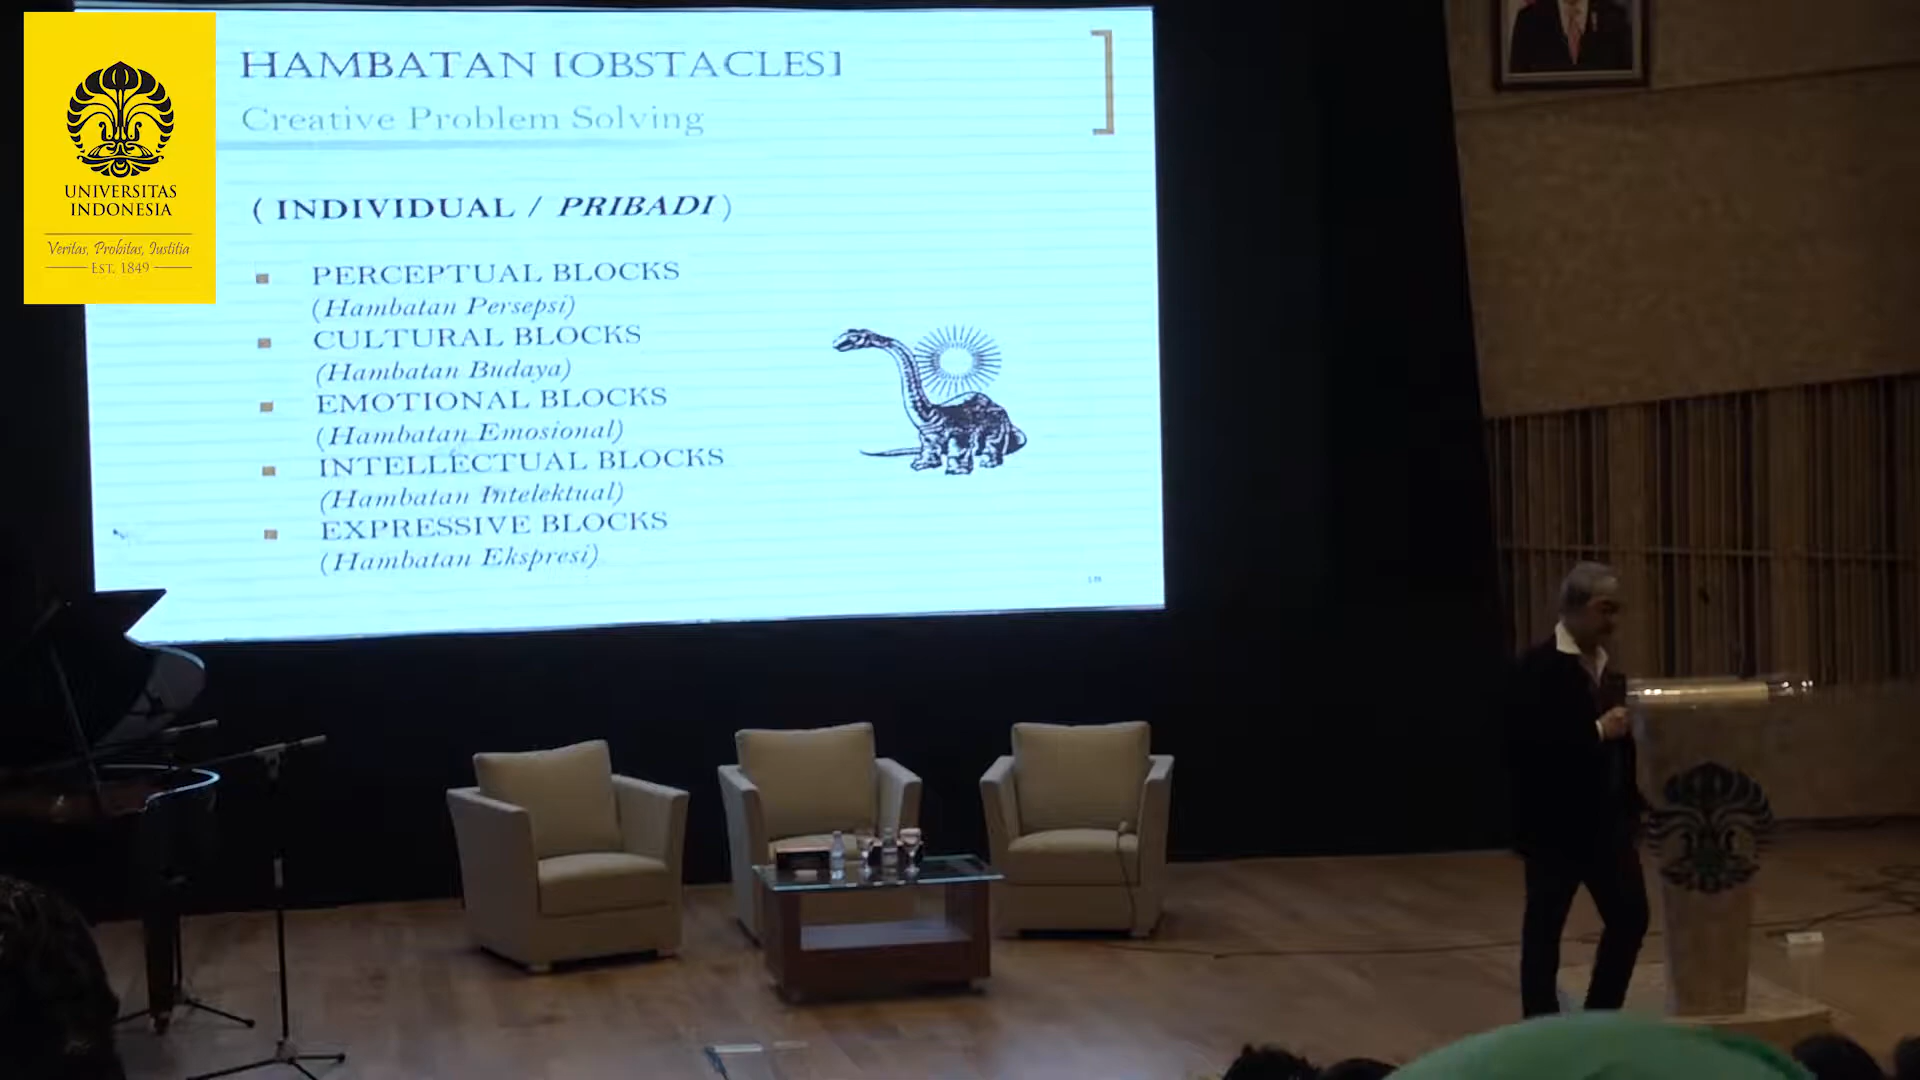 UNIVERSITAS
INDONESIA
Veritas, Probitas, Justitia
EST. 1849
HAMBATAN [OBSTACLES]
Creative Problem Solving
( INDIVIDUAL / PRIBADI )
PERCEPTUAL BLOCKS
(Hambatan Persepsi)
CULTURAL BLOCKS
(Hambatan Budaya)
EMOTIONAL BLOCKS
(Hambatan Emosional)
INTELLECTUAL BLOCKS
(Hambatan Intelektual)
EXPRESSIVE BLOCKS
(Hambatan Ekspresi)